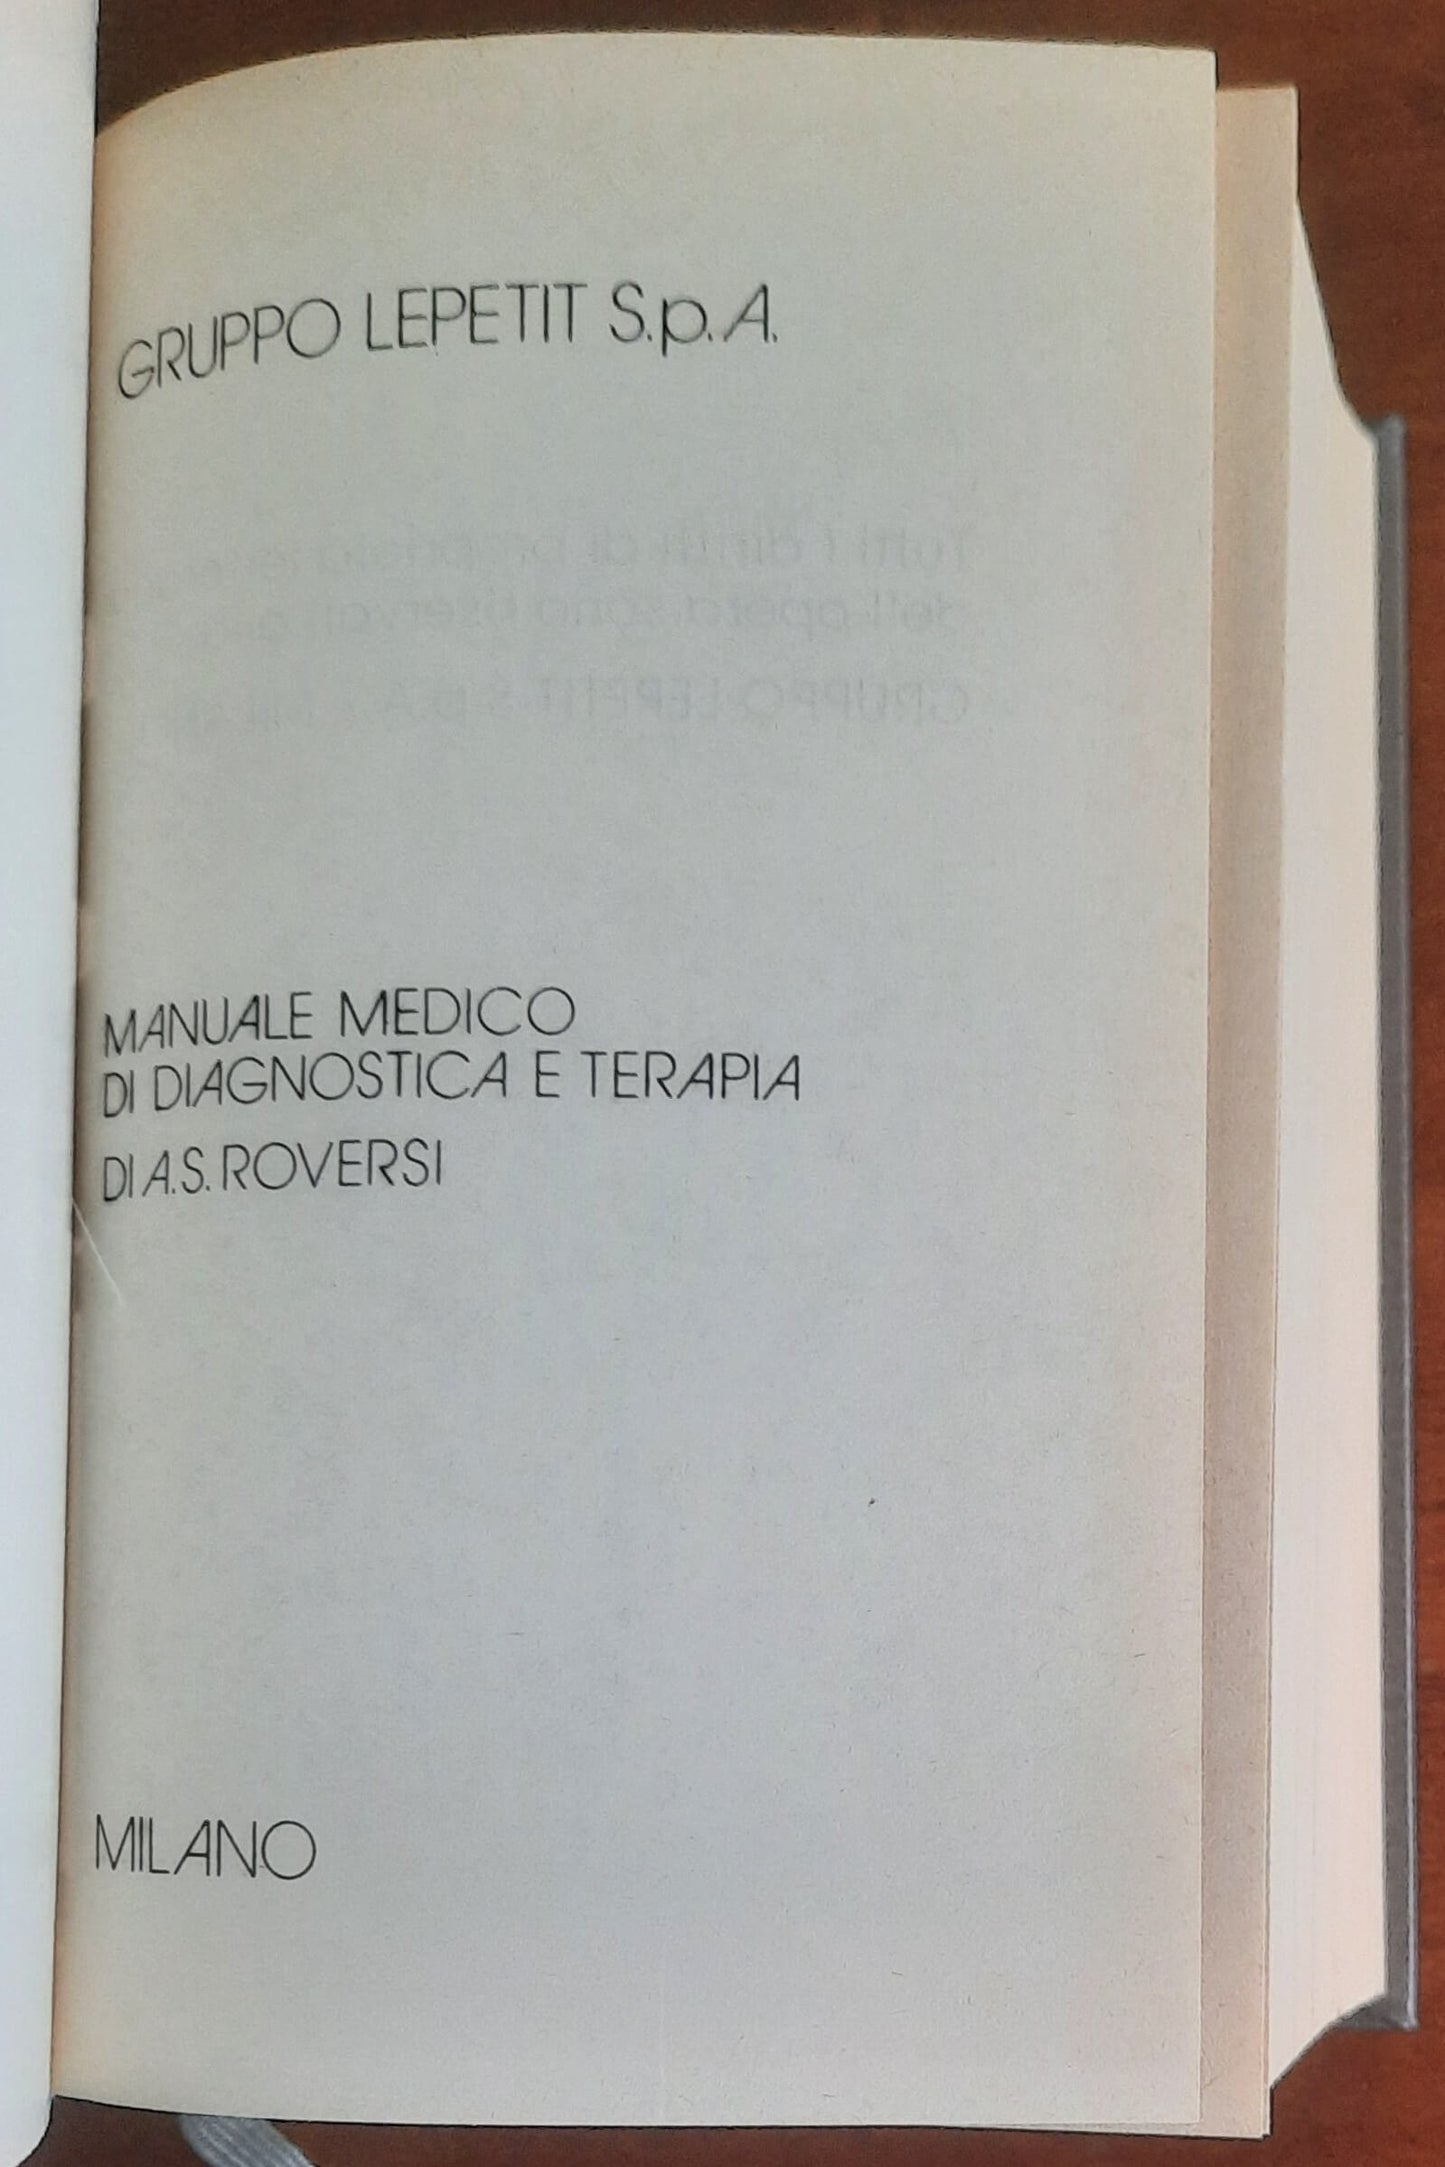 GRUPPO LEPETIT S.p.A.
MANUALE MEDICO
DI DIAGNOSTICA E TERAPIA
DI A.S. ROVERSI
MILANO